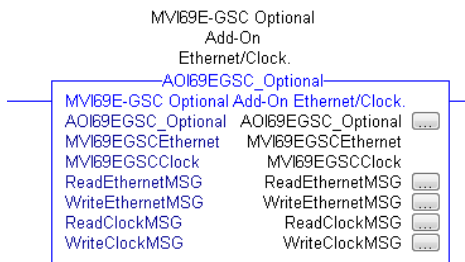 MVI69E-GSC Optional
Add-On
Ethernet/Clock.
AOI69EGSC_Optional
MVI69E-GSC Optional Add-On Ethernet/Clock.
AOI69EGSC_Optional AOI69EGSC_Optional ...
MVI69EGSCEthernet MVI69EGSCEthernet
MVI69EGSCClock MVI69EGSCClock
ReadEthernetMSG ReadEthernetMSG ...
WriteEthernetMSG WriteEthernetMSG ...
ReadClockMSG ReadClockMSG ...
WriteClockMSG WriteClockMSG ...